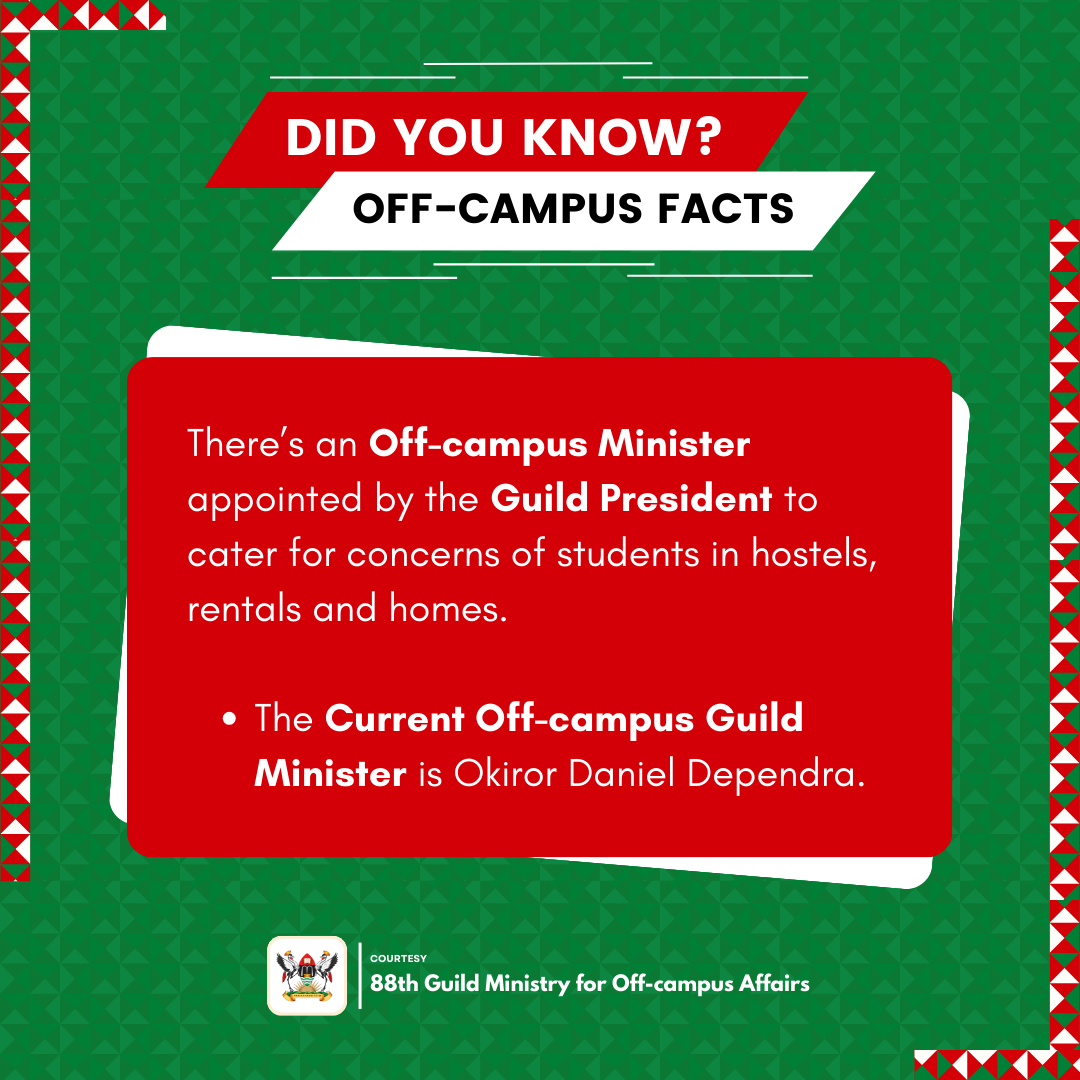 DID YOU KNOW?
OFF-CAMPUS FACTS
There's an Off-campus Minister
appointed by the Guild President to
cater for concerns of students in hostels,
rentals and homes.
• The Current Off-campus Guild
Minister is Okiror Daniel Dependra.
COURTESY
88th Guild Ministry for Off-campus Affairs